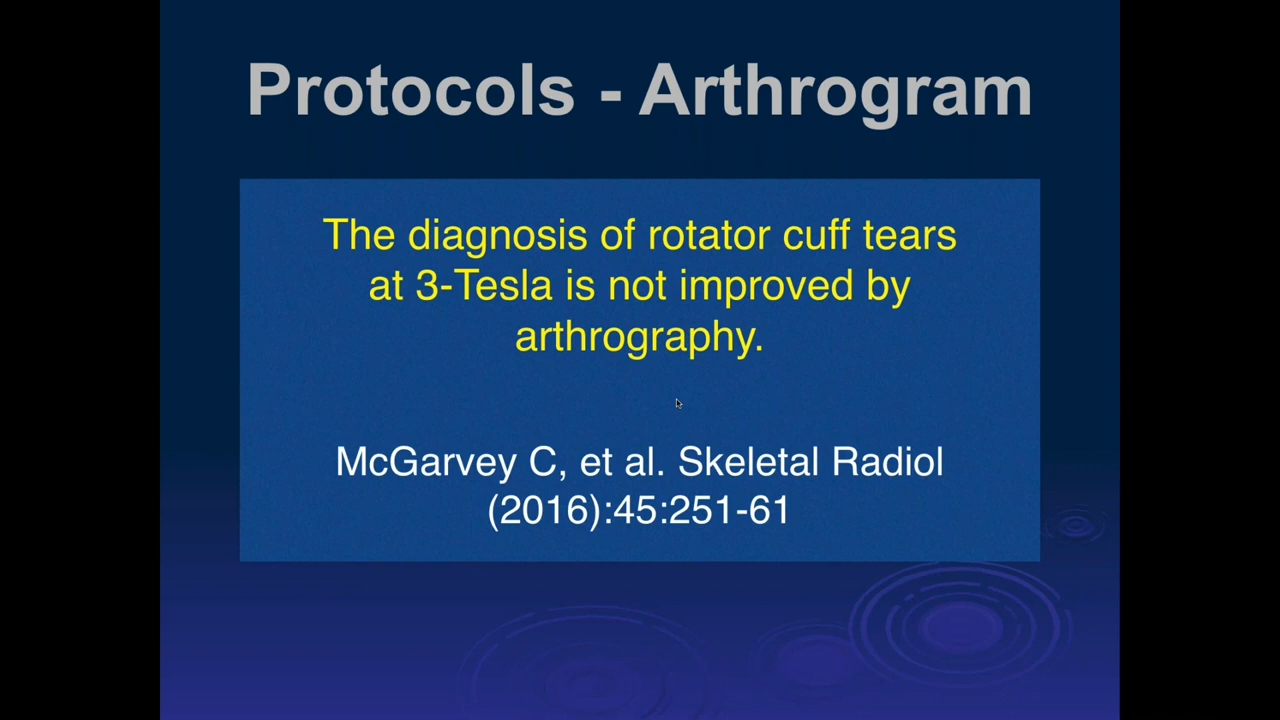 Protocols - Arthrogram
The diagnosis of rotator cuff tears
at 3-Tesla is not improved by
arthrography.
McGarvey C, et al. Skeletal Radiol
(2016):45:251-61